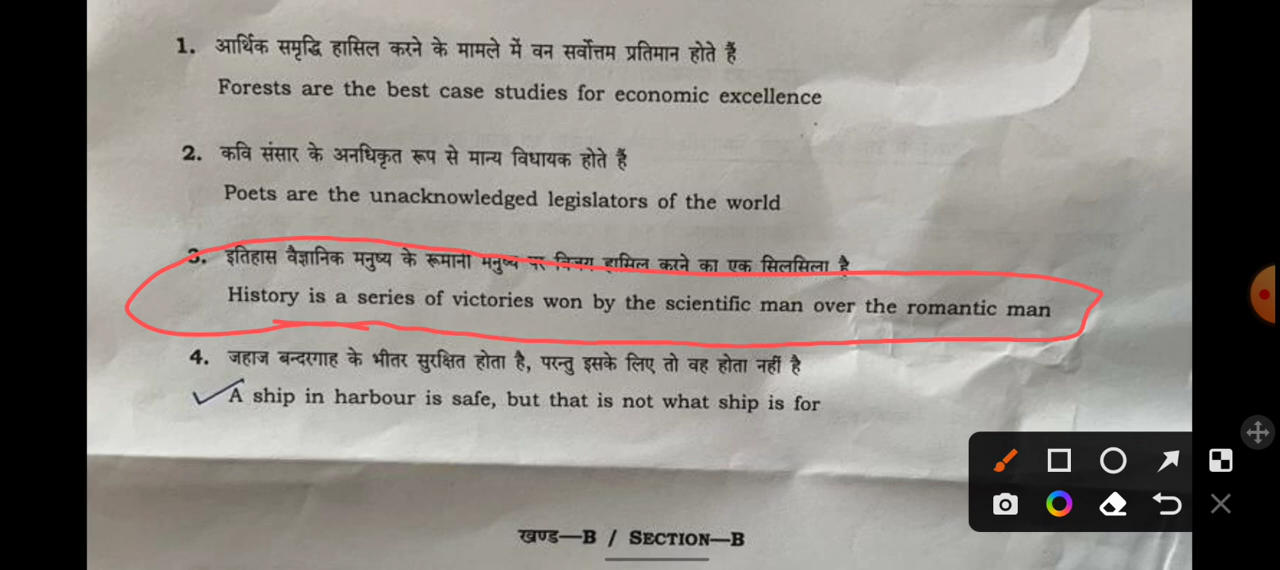 1. आर्थिक समृद्धि हासिल करने के मामले में वन सर्वोत्तम प्रतिमान होते हैं
Forests are the best case studies for economic excellence
2. कवि संसार के अनधिकृत रूप से मान्य विधायक होते हैं
Poets are the unacknowledged legislators of the world
3. इतिहास वैज्ञानिक मनुष्य के रूमानी मनुष्य पर विजय हासिल करने का एक सिलसिला है
History is a series of victories won by the scientific man over the romantic man
4. जहाज बन्दरगाह के भीतर सुरक्षित होता है, परन्तु इसके लिए तो वह होता नहीं है
A ship in harbour is safe, but that is not what ship is for
खण्ड—B / SECTION—B